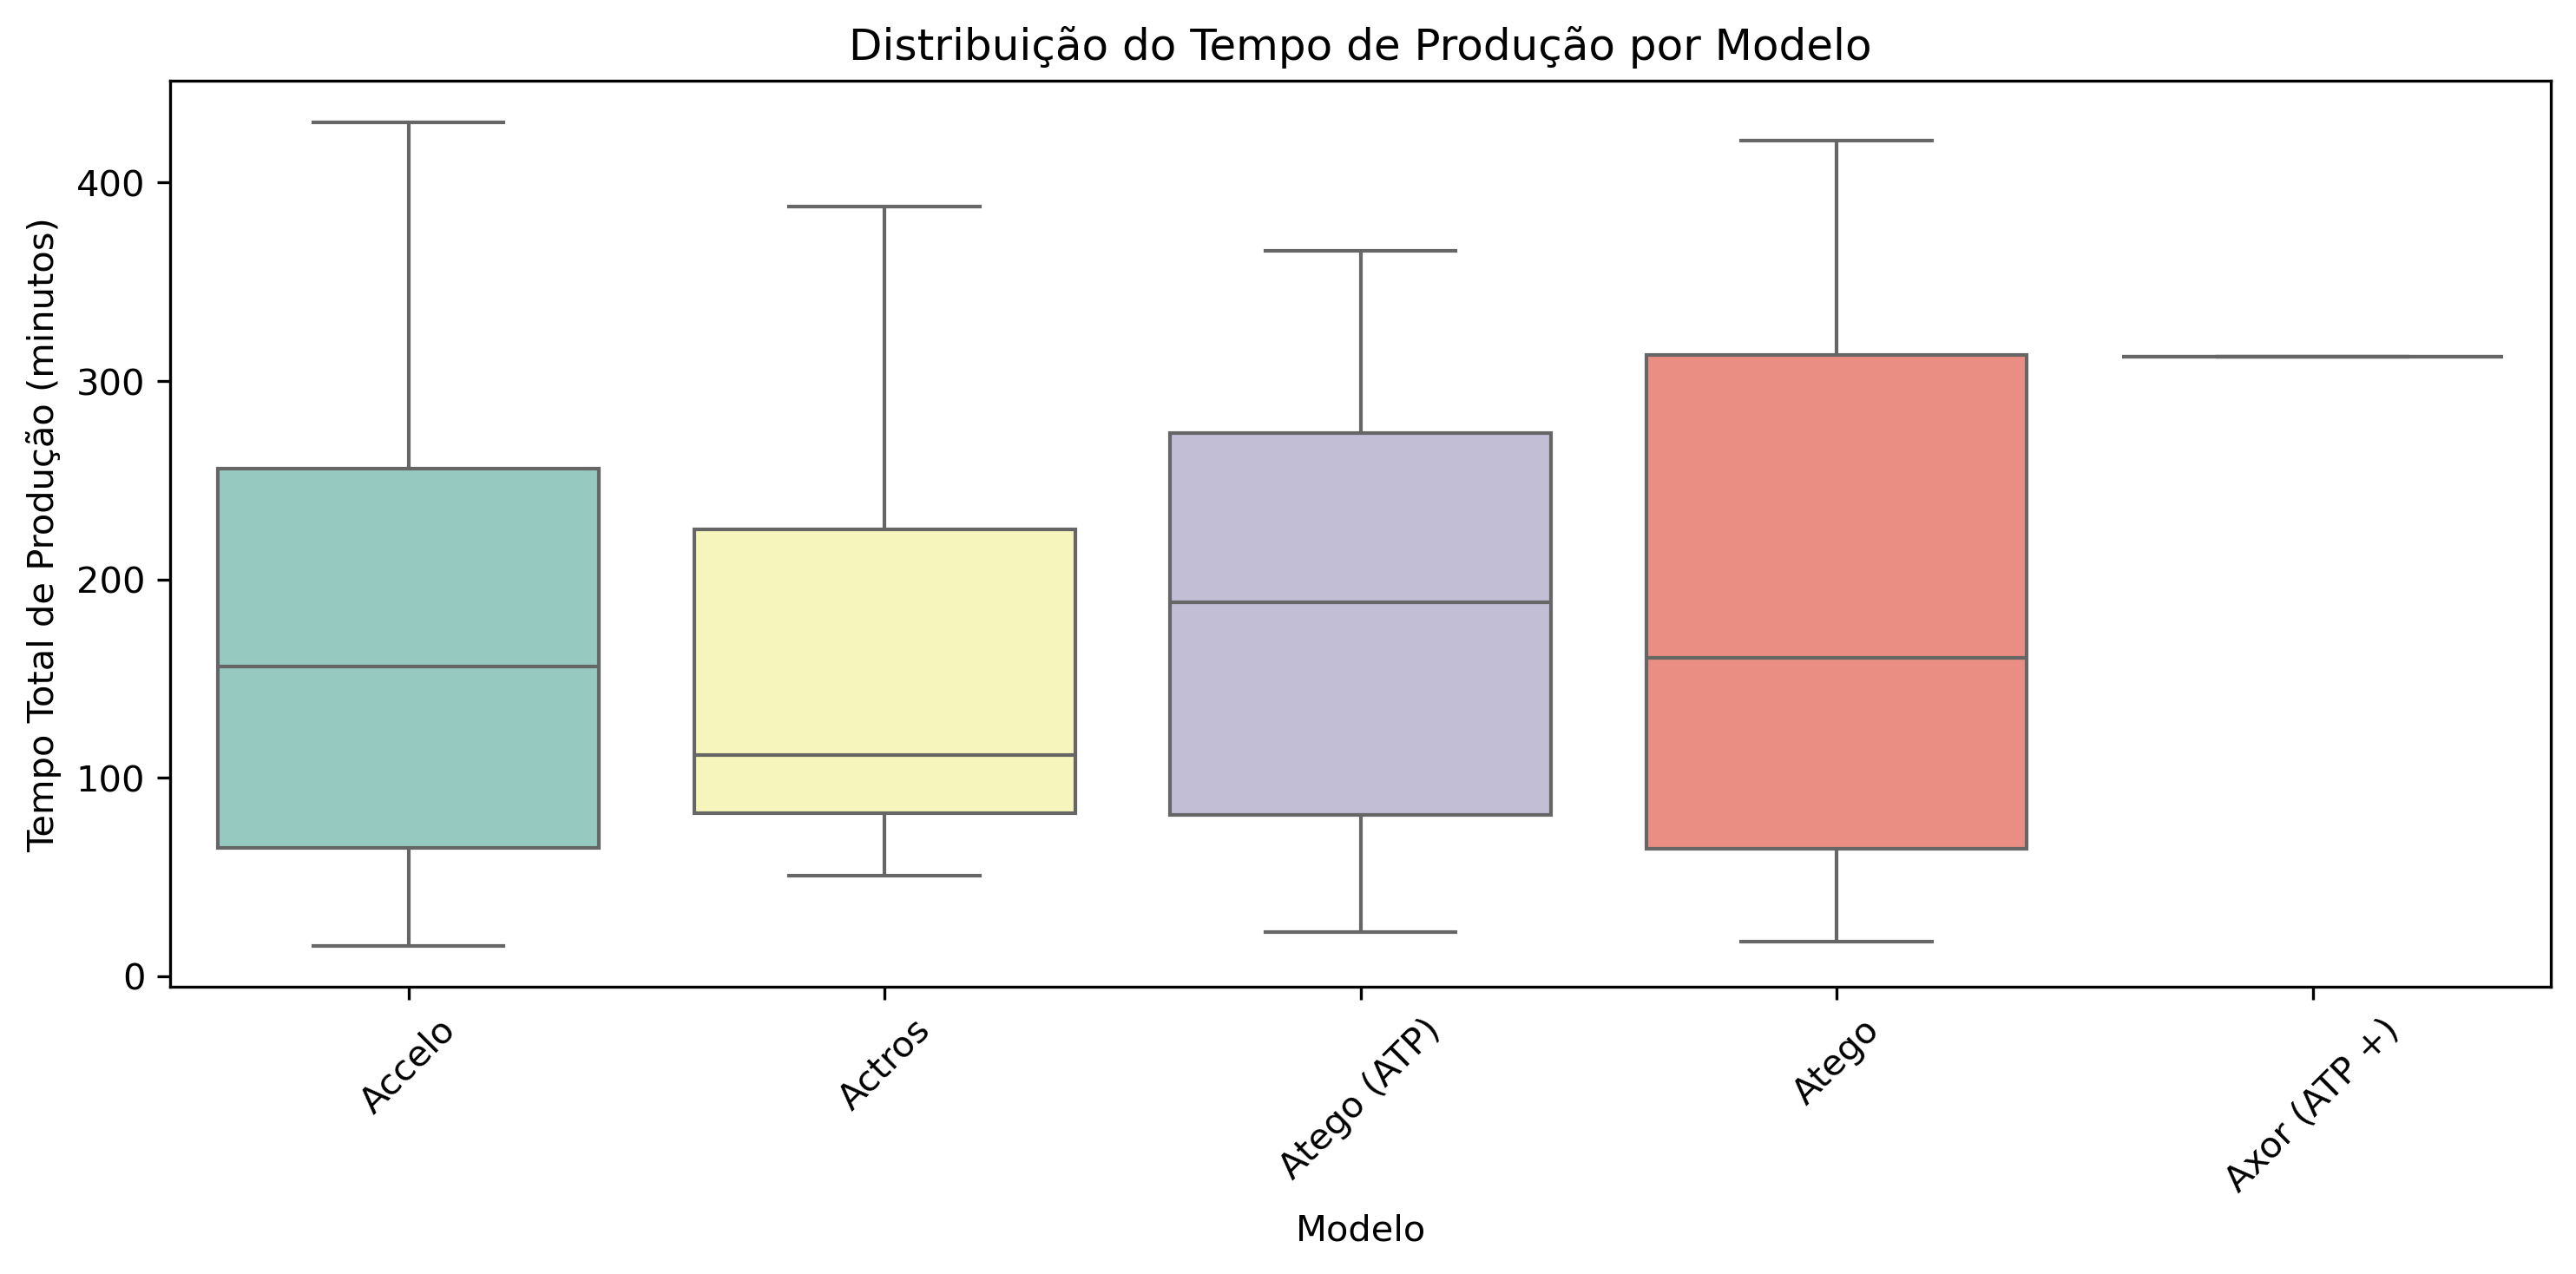 Distribuição do Tempo de Produção por Modelo
Tempo Total de Produção (minutos)
400
300
200
100
0
Accelo
Actros
Atego (ATP)
Atego
Axor (ATP +)
Modelo